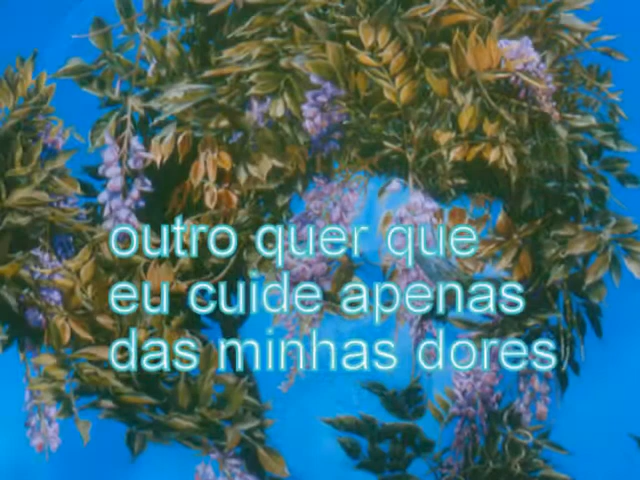 outro quer que
eu cuide apenas
das minhas dores